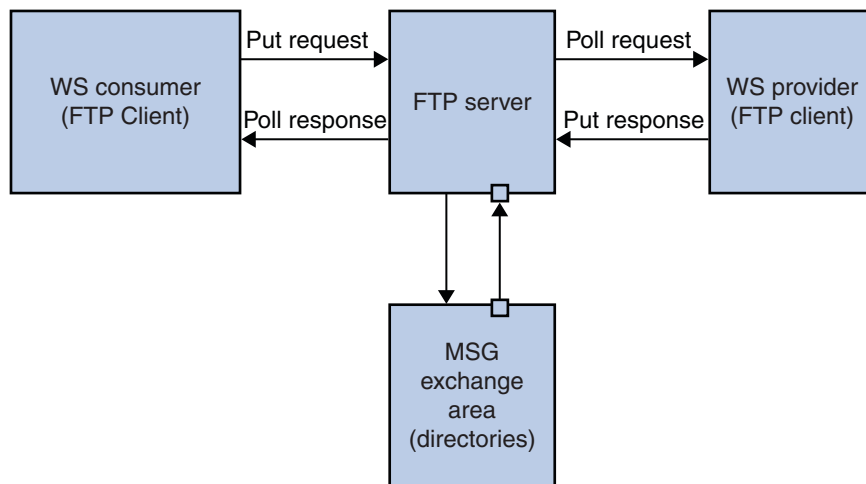 Put request
Poll request
WS consumer
(FTP Client)
FTP server
WS provider
(FTP client)
Poll response
Put response
MSG
exchange
area
(directories)